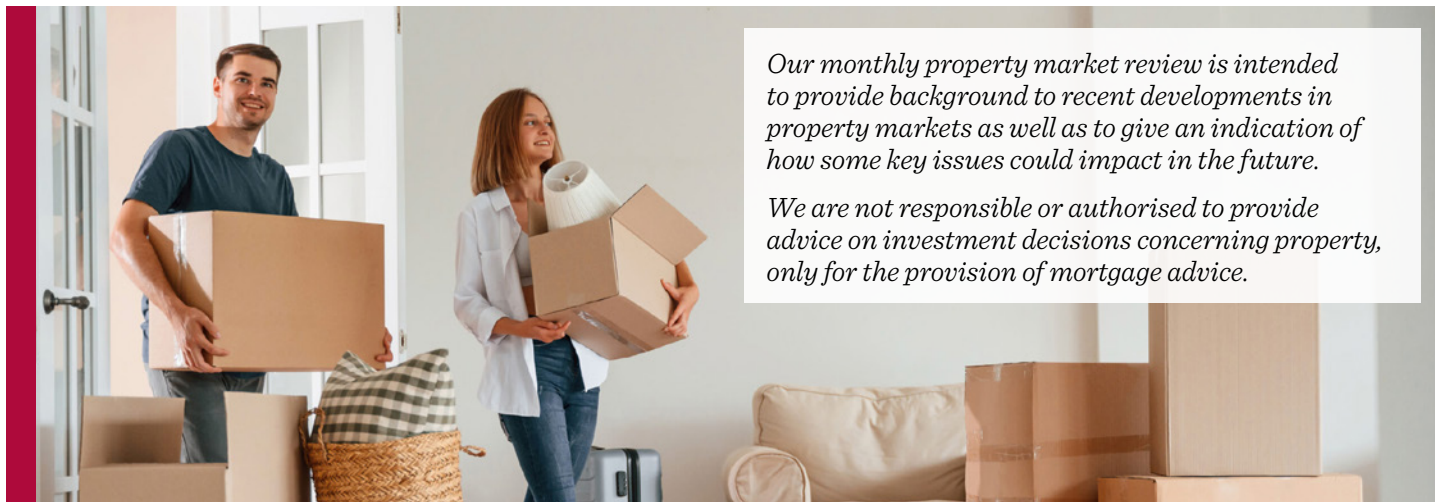 Our monthly property market review is intended
to provide background to recent developments in
property markets as well as to give an indication of
how some key issues could impact in the future.
We are not responsible or authorised to provide
advice on investment decisions concerning property,
only for the provision of mortgage advice.